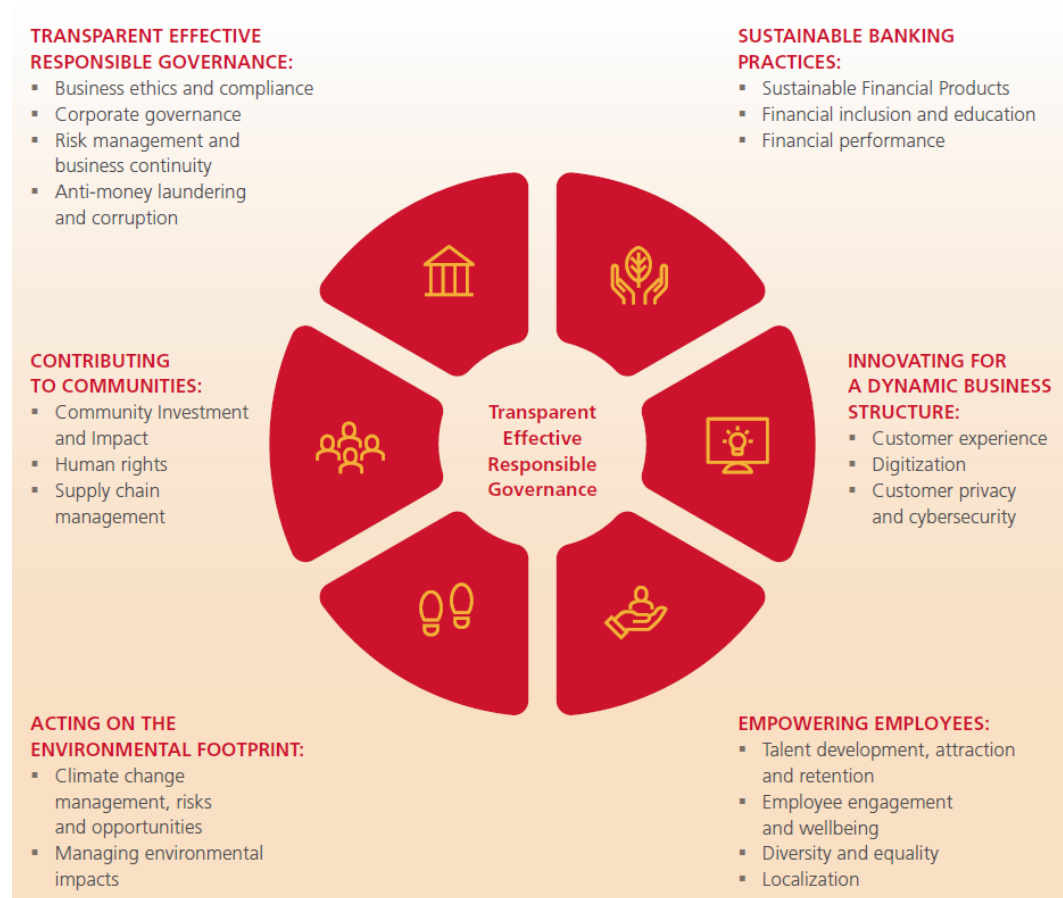 TRANSPARENT EFFECTIVE
RESPONSIBLE GOVERNANCE:
▪ Business ethics and compliance
▪ Corporate governance
▪ Risk management and
business continuity
▪ Anti-money laundering
and corruption
SUSTAINABLE BANKING
PRACTICES:
▪ Sustainable Financial Products
▪ Financial inclusion and education
▪ Financial performance
CONTRIBUTING
TO COMMUNITIES:
▪ Community Investment
and Impact
▪ Human rights
▪ Supply chain
management
Transparent
Effective
Responsible
Governance
INNOVATING FOR
A DYNAMIC BUSINESS
STRUCTURE:
▪ Customer experience
▪ Digitization
▪ Customer privacy
and cybersecurity
ACTING ON THE
ENVIRONMENTAL FOOTPRINT:
▪ Climate change
management, risks
and opportunities
▪ Managing environmental
impacts
EMPOWERING EMPLOYEES:
▪ Talent development, attraction
and retention
▪ Employee engagement
and wellbeing
▪ Diversity and equality
▪ Localization